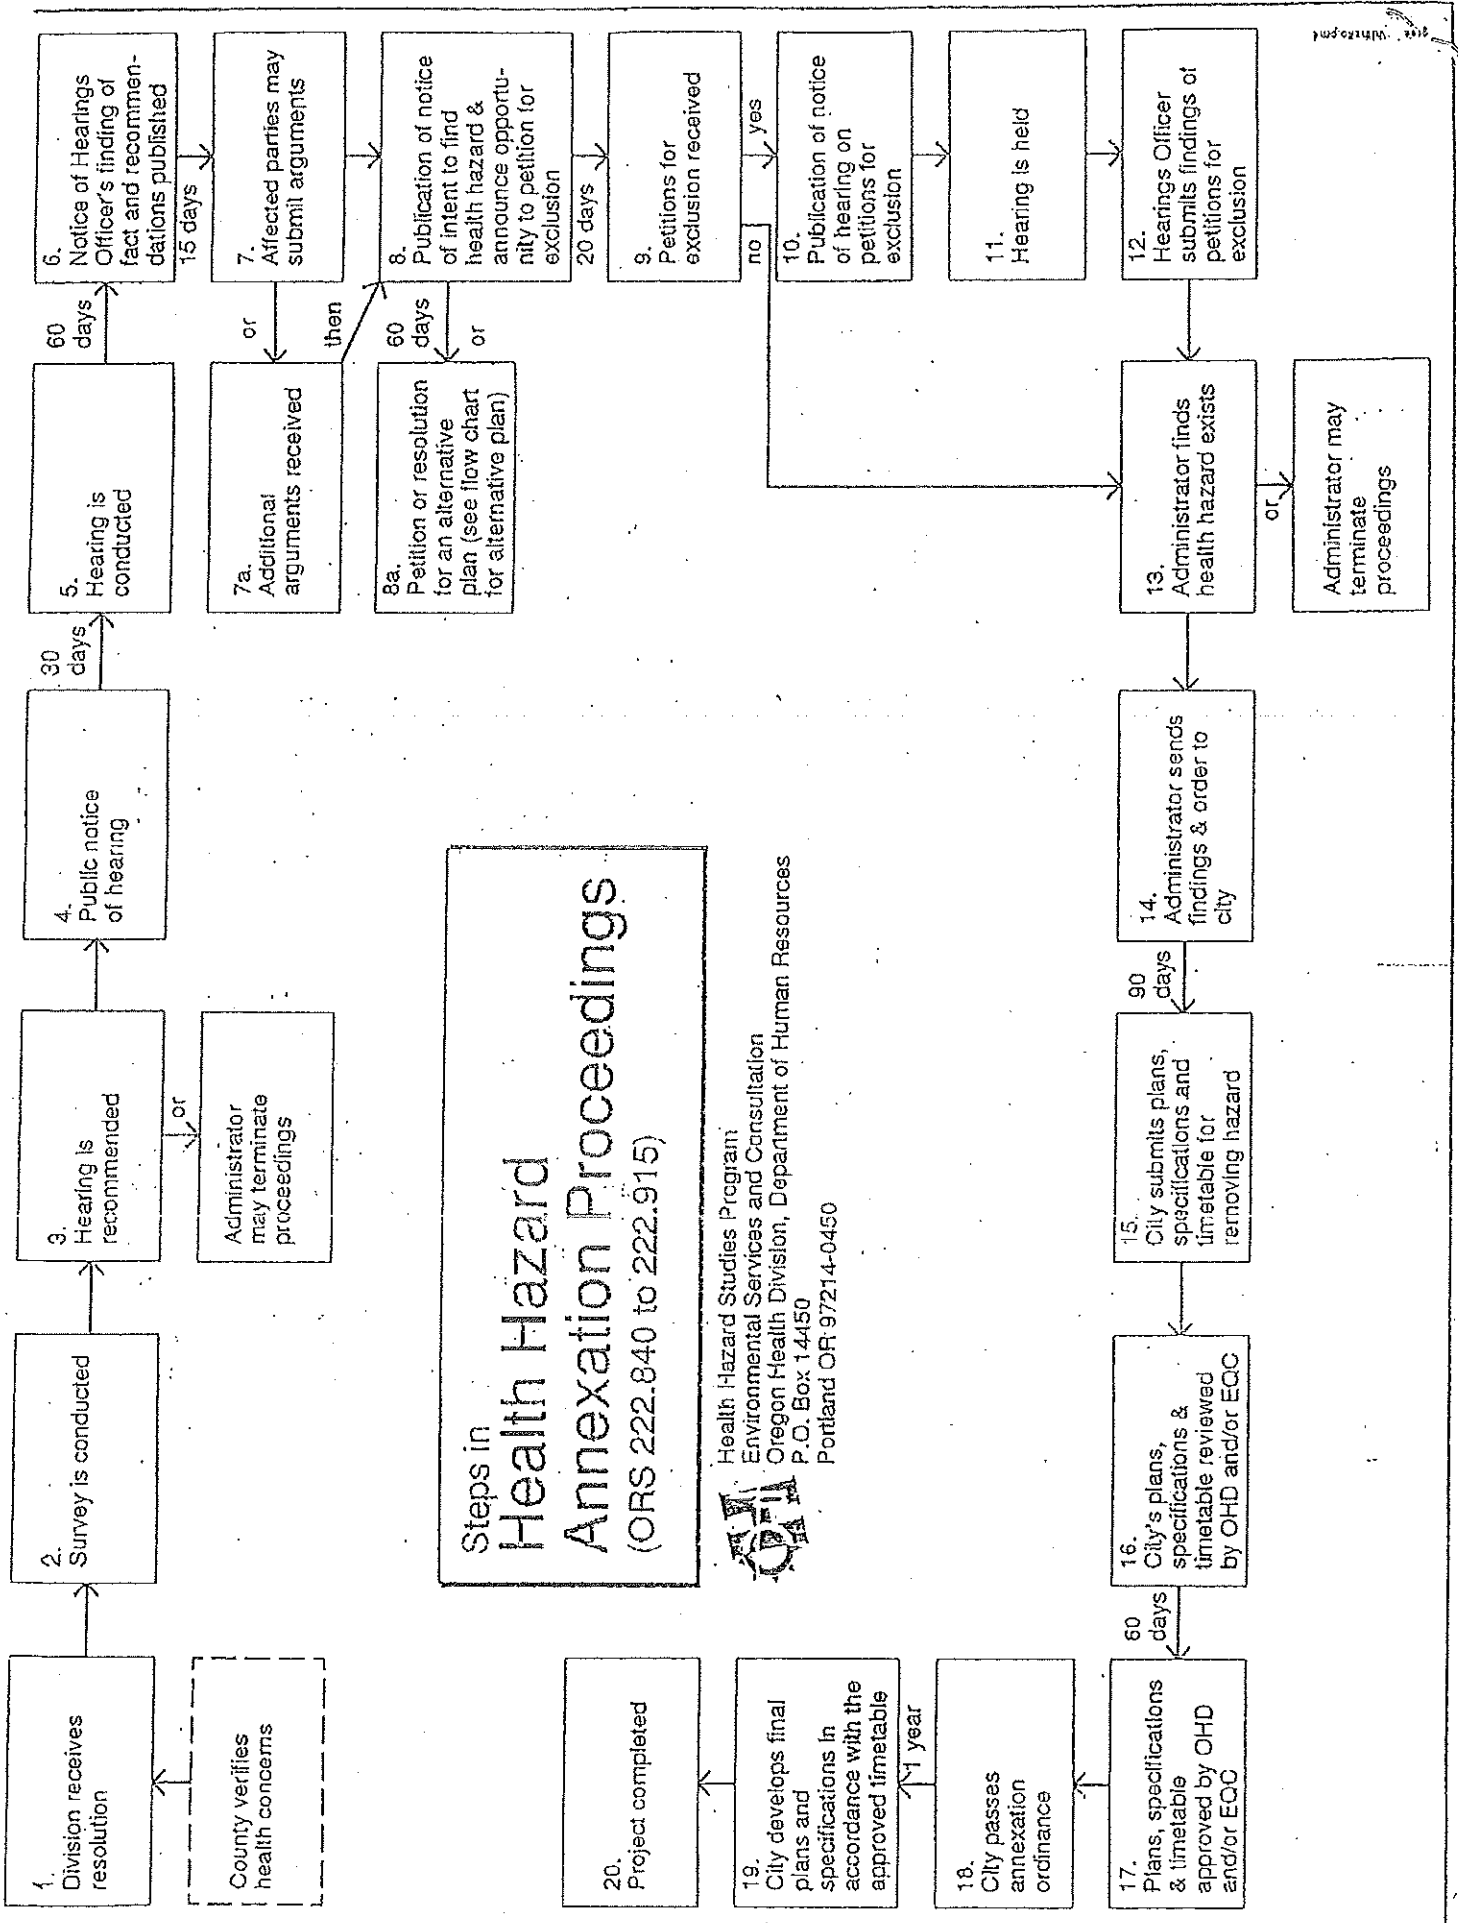 1.
Division receives
resolution
County verifies
health concerns
2.
Survey is conducted
3.
Hearing is
recommended
or
Administrator
may terminate
proceedings
4.
Public notice
of hearing
30
days
5.
Hearing is
conducted
60
days
6.
Notice of Hearings
Officer's finding of
fact and recommen-
dations published
15 days
7.
Affected parties may
submit arguments
or
7a.
Additional
arguments received
then
8.
Publication of notice
of intent to find
health hazard &
announce opportu-
nity to petition for
exclusion
60
days
or
8a.
Petition or resolution
for an alternative
plan (see flow chart
for alternative plan)
20 days
9.
Petitions for
exclusion received
no
yes
10.
Publication of notice
of hearing on
petitions for
exclusion
11.
Hearing is held
12.
Hearings Officer
submits findings of
petitions for
exclusion
13.
Administrator finds
health hazard exists
or
Administrator may
terminate
proceedings
14.
Administrator sends
findings & order to
city
90
days
15.
City submits plans,
specifications and
timetable for
removing hazard
16.
City's plans,
specifications &
timetable reviewed
by OHD and/or EQC
60
days
17.
Plans, specifications
& timetable
approved by OHD
and/or EQC
18.
City passes
annexation
ordinance
1 year
19.
City develops final
plans and
specifications in
accordance with the
approved timetable
20.
Project completed
Steps in
Health Hazard
Annexation Proceedings
(ORS 222.840 to 222.915)
Health Hazard Studies Program
Environmental Services and Consultation
Oregon Health Division, Department of Human Resources
P.O. Box 14450
Portland OR 97214-0450